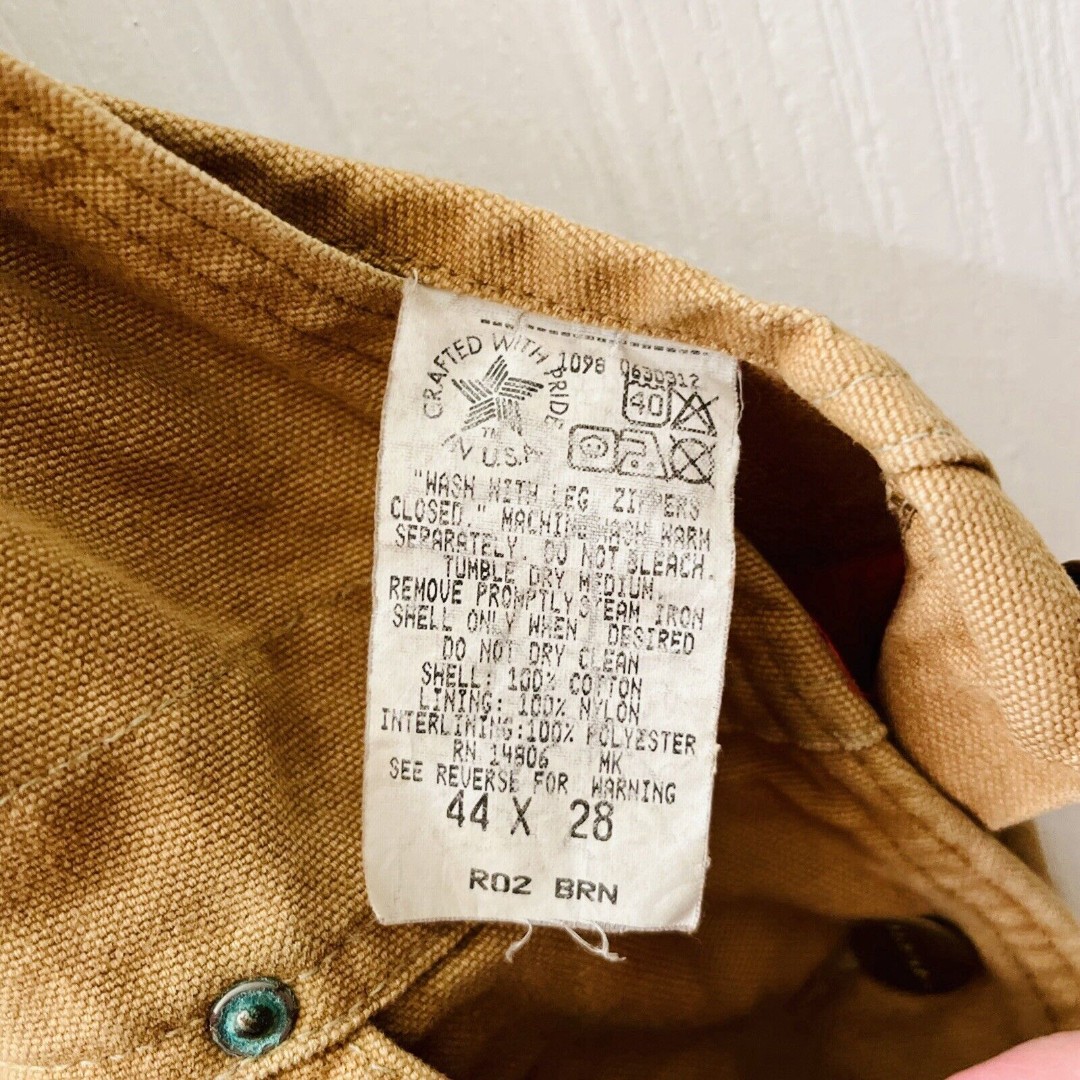 CRAFTED WITH PRIDE
IN U.S.A.
TM
1098 0630312
40
"WASH WITH LEG ZIPPERS
CLOSED." MACHINE WASH WARM
SEPARATELY. DO NOT BLEACH.
TUMBLE DRY MEDIUM.
REMOVE PROMPTLY STEAM IRON
SHELL ONLY WHEN DESIRED
DO NOT DRY CLEAN
SHELL: 100% COTTON
LINING: 100% NYLON
INTERLINING:100% POLYESTER
RN 14806 MK
SEE REVERSE FOR WARNING
44 X 28
R02 BRN